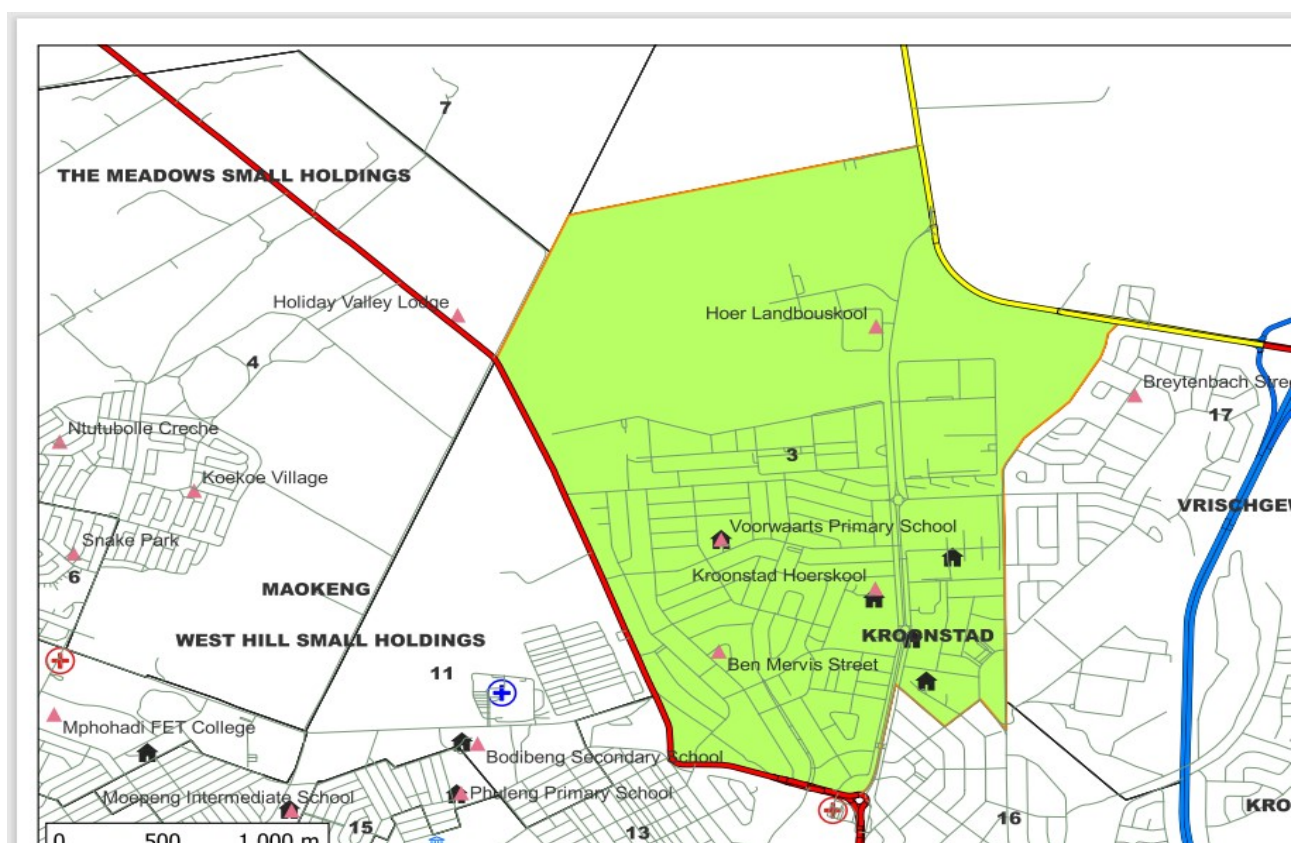 7
THE MEADOWS SMALL HOLDINGS
Holiday Valley Lodge
Hoer Landbouskool
4
Breytenbach Stre
17
Ntutubolle Creche
3
Koekoe Village
VRISCHGEW
Voorwaarts Primary School
Snake Park
6
Kroonstad Hoerskool
MAOKENG
WEST HILL SMALL HOLDINGS
KROONSTAD
11
Ben Mervis Street
Mphohadi FET College
Bodibeng Secondary School
Moepeng Intermediate School
Phuleng Primary School
KRO
15
13
16
0 500 1,000 m